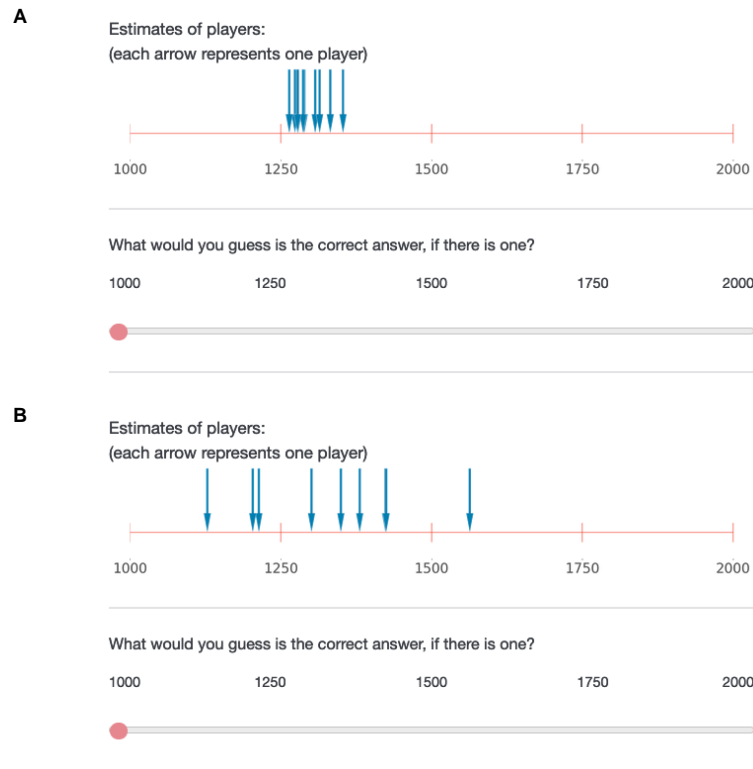 A
Estimates of players:
(each arrow represents one player)
1000 1250 1500 1750 2000
What would you guess is the correct answer, if there is one?
1000 1250 1500 1750 2000
B
Estimates of players:
(each arrow represents one player)
1000 1250 1500 1750 2000
What would you guess is the correct answer, if there is one?
1000 1250 1500 1750 2000